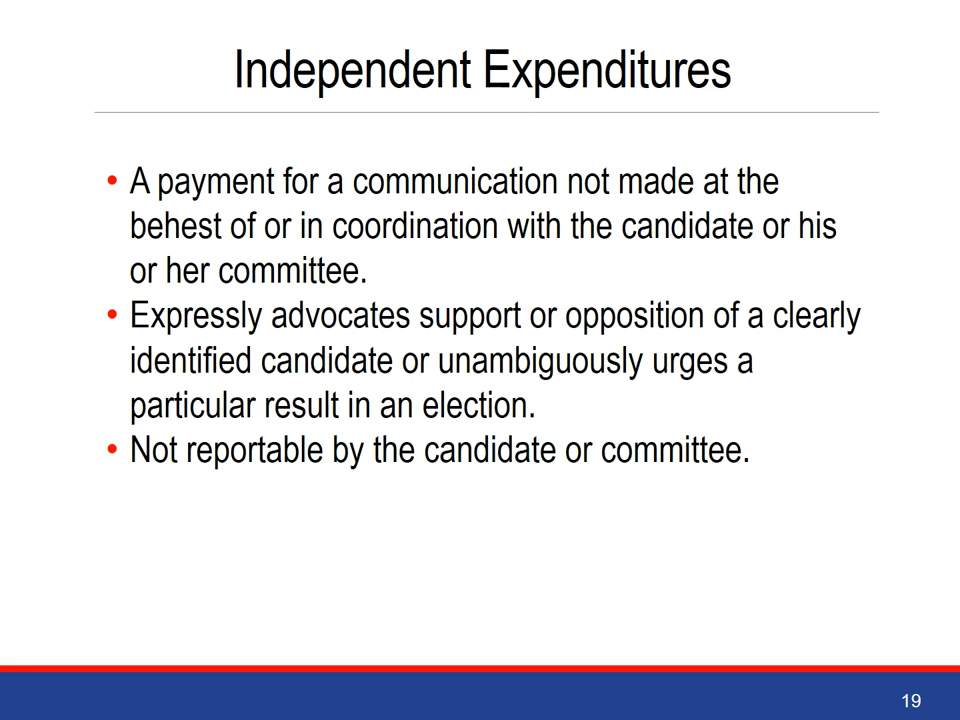 Independent Expenditures
• A payment for a communication not made at the
behest of or in coordination with the candidate or his
or her committee.
• Expressly advocates support or opposition of a clearly
identified candidate or unambiguously urges a
particular result in an election.
• Not reportable by the candidate or committee.
19